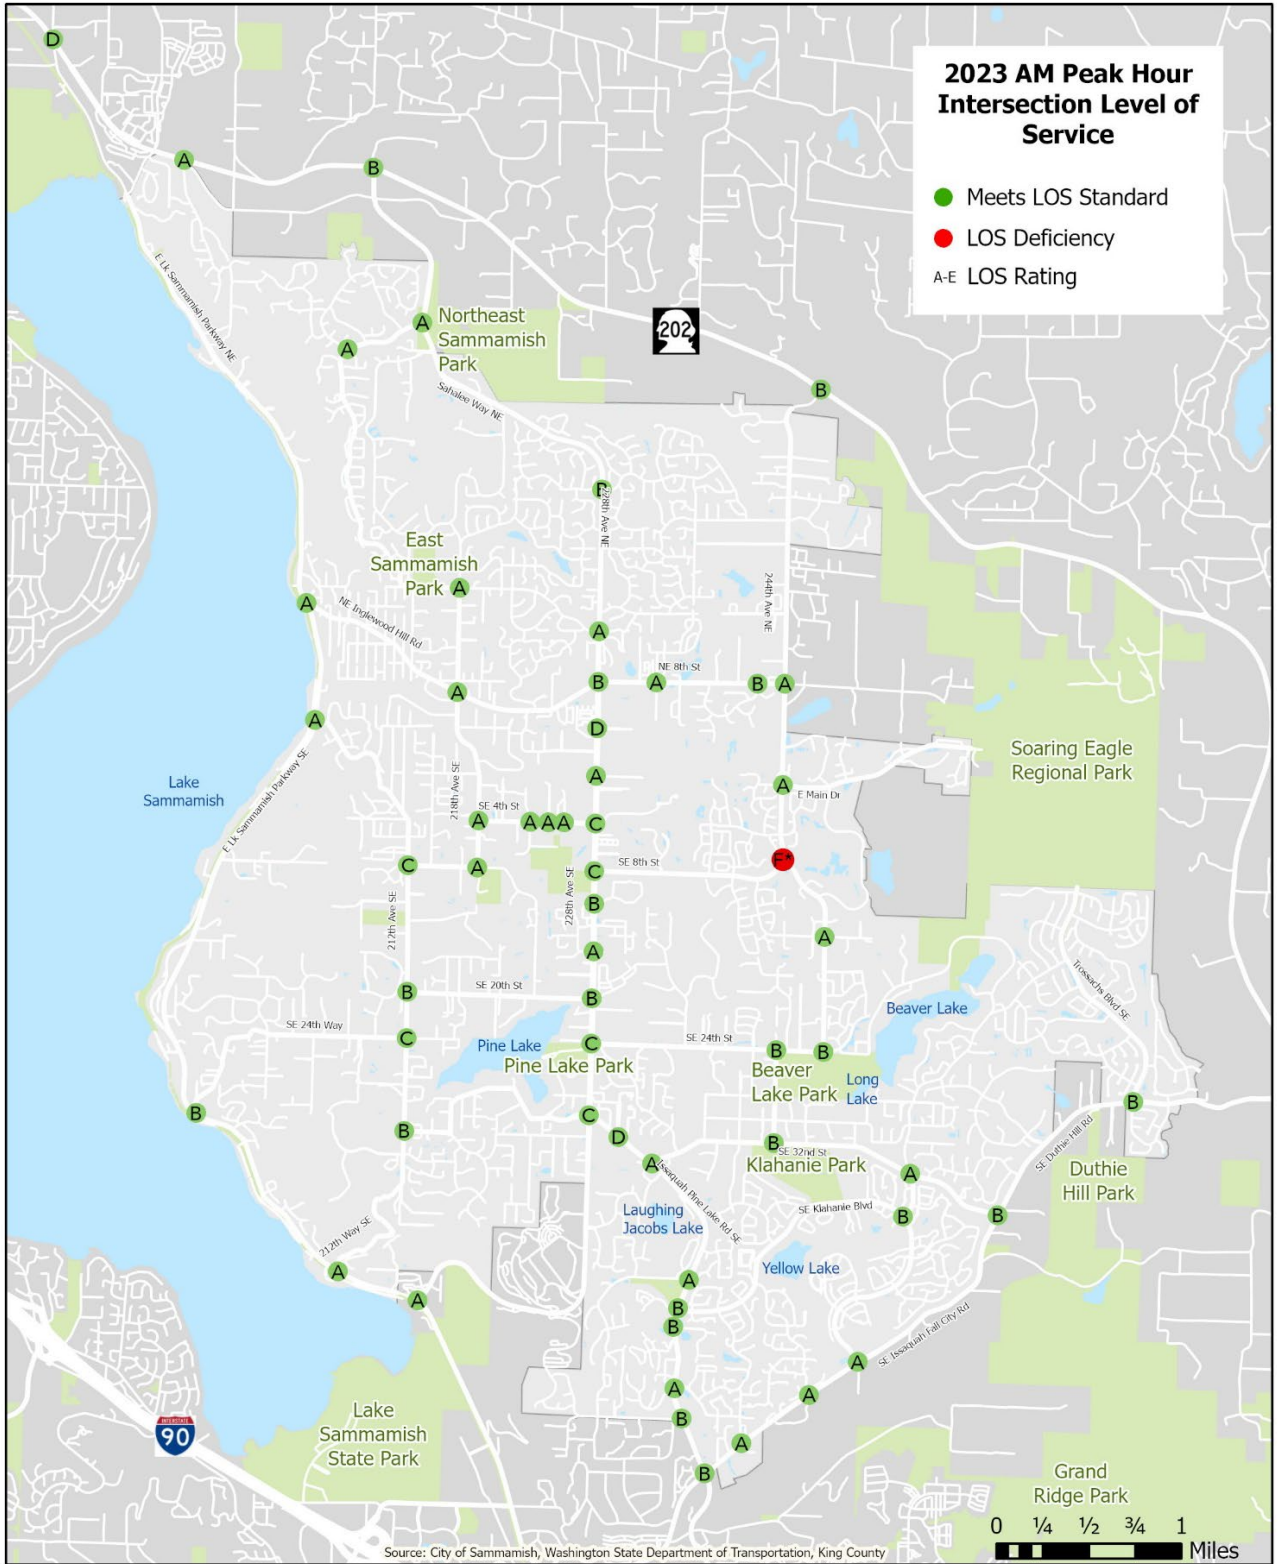 2023 AM Peak Hour
Intersection Level of
Service
Meets LOS Standard
LOS Deficiency
A-E LOS Rating
D
A
B
E Lk Sammamish Parkway NE
Northeast
Sammamish
Park
A
A
202
Sahalee Way NE
B
B
228th Ave NE
East
Sammamish
Park
A
244th Ave NE
A
NE Inglewood Hill Rd
A
NE 8th St
B
A
B
A
A
A
D
Soaring Eagle
Regional Park
Lake
Sammamish
E Lk Sammamish Parkway SE
218th Ave SE
A
A
E Main Dr
SE 4th St
A
A
A
A
C
F*
C
A
C
SE 8th St
228th Ave SE
212th Ave SE
B
A
A
SE 20th St
B
B
Trossachs Blvd SE
Beaver Lake
SE 24th Way
C
Pine Lake
C
SE 24th St
B
B
Pine Lake Park
Beaver
Lake Park
Long
Lake
B
B
C
B
D
B
SE 32nd St
A
Klahanie Park
A
SE Duthie Hill Rd
Duthie
Hill Park
Issaquah Pine Lake Rd SE
Laughing
Jacobs Lake
SE Klahanie Blvd
B
B
212th Way SE
Yellow Lake
A
A
A
B
B
SE Issaquah Fall City Rd
A
A
A
B
A
B
Lake
Sammamish
State Park
INTERSTATE
90
Grand
Ridge Park
0 ¼ ½ ¾ 1
Miles
Source: City of Sammamish, Washington State Department of Transportation, King County